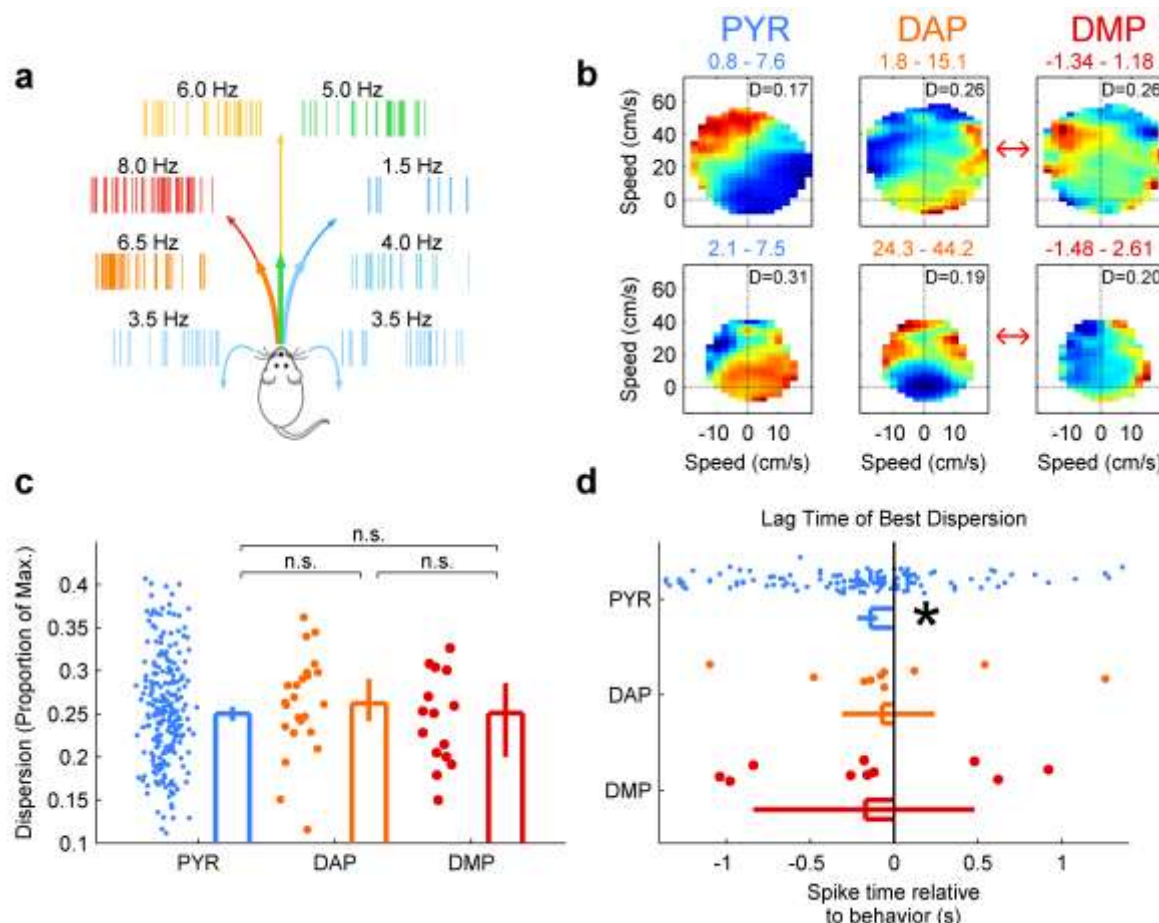 a
6.0 Hz 5.0 Hz
8.0 Hz 1.5 Hz
6.5 Hz 4.0 Hz
3.5 Hz 3.5 Hz
b
PYR DAP DMP
0.8 - 7.6 1.8 - 15.1 -1.34 - 1.18
D=0.17 D=0.26 D=0.26
Speed (cm/s)
60
40
20
0
2.1 - 7.5 24.3 - 44.2 -1.48 - 2.61
D=0.31 D=0.19 D=0.20
Speed (cm/s)
60
40
20
0
-10 0 10 -10 0 10 -10 0 10
Speed (cm/s) Speed (cm/s) Speed (cm/s)
c
n.s.
n.s. n.s.
Dispersion (Proportion of Max.)
0.4
0.35
0.3
0.25
0.2
0.15
0.1
PYR DAP DMP
d
Lag Time of Best Dispersion
PYR
*
DAP
DMP
-1 -0.5 0 0.5 1
Spike time relative
to behavior (s)